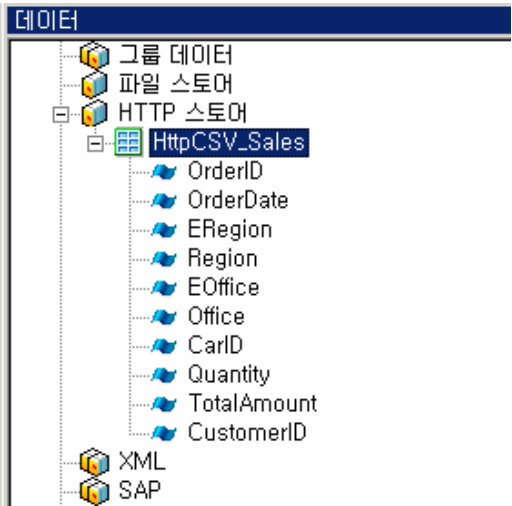 데이터
그룹 데이터
파일 스토어
HTTP 스토어
HttpCSV_Sales
OrderID
OrderDate
ERegion
Region
EOffice
Office
CarID
Quantity
TotalAmount
CustomerID
XML
SAP